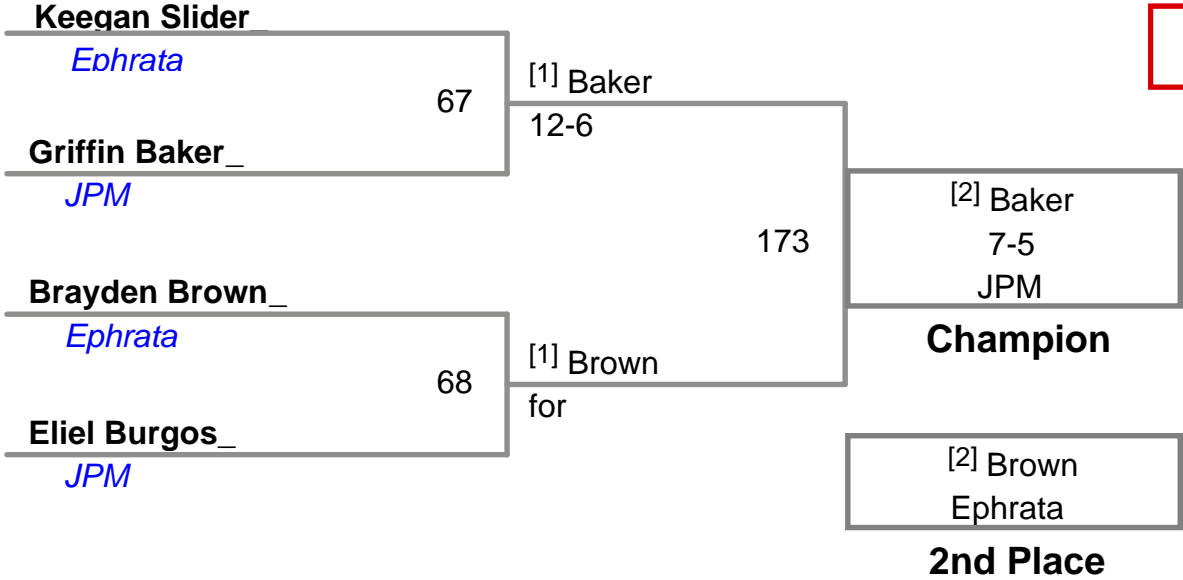 Keegan Slider_
Ephrata
[1] Baker
67
12-6
Griffin Baker_
JPM
[2] Baker
173
7-5
JPM
Brayden Brown_
Ephrata
Champion
[1] Brown
68
for
Eliel Burgos_
JPM
[2] Brown
Ephrata
2nd Place